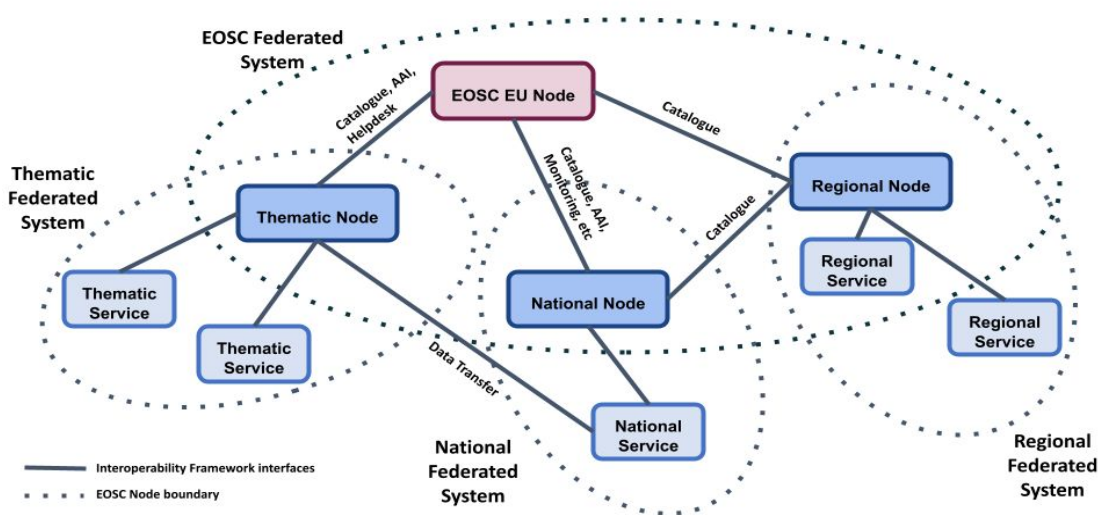 EOSC Federated
System
EOSC EU Node
Catalogue, AAI,
Helpdesk
Catalogue
Catalogue, AAI,
Monitoring, etc
Catalogue
Thematic
Federated
System
Thematic Node
Regional Node
Thematic
Service
Thematic
Service
National Node
Regional
Service
Regional
Service
Data Transfer
National
Service
National
Federated
System
Regional
Federated
System
Interoperability Framework interfaces
EOSC Node boundary